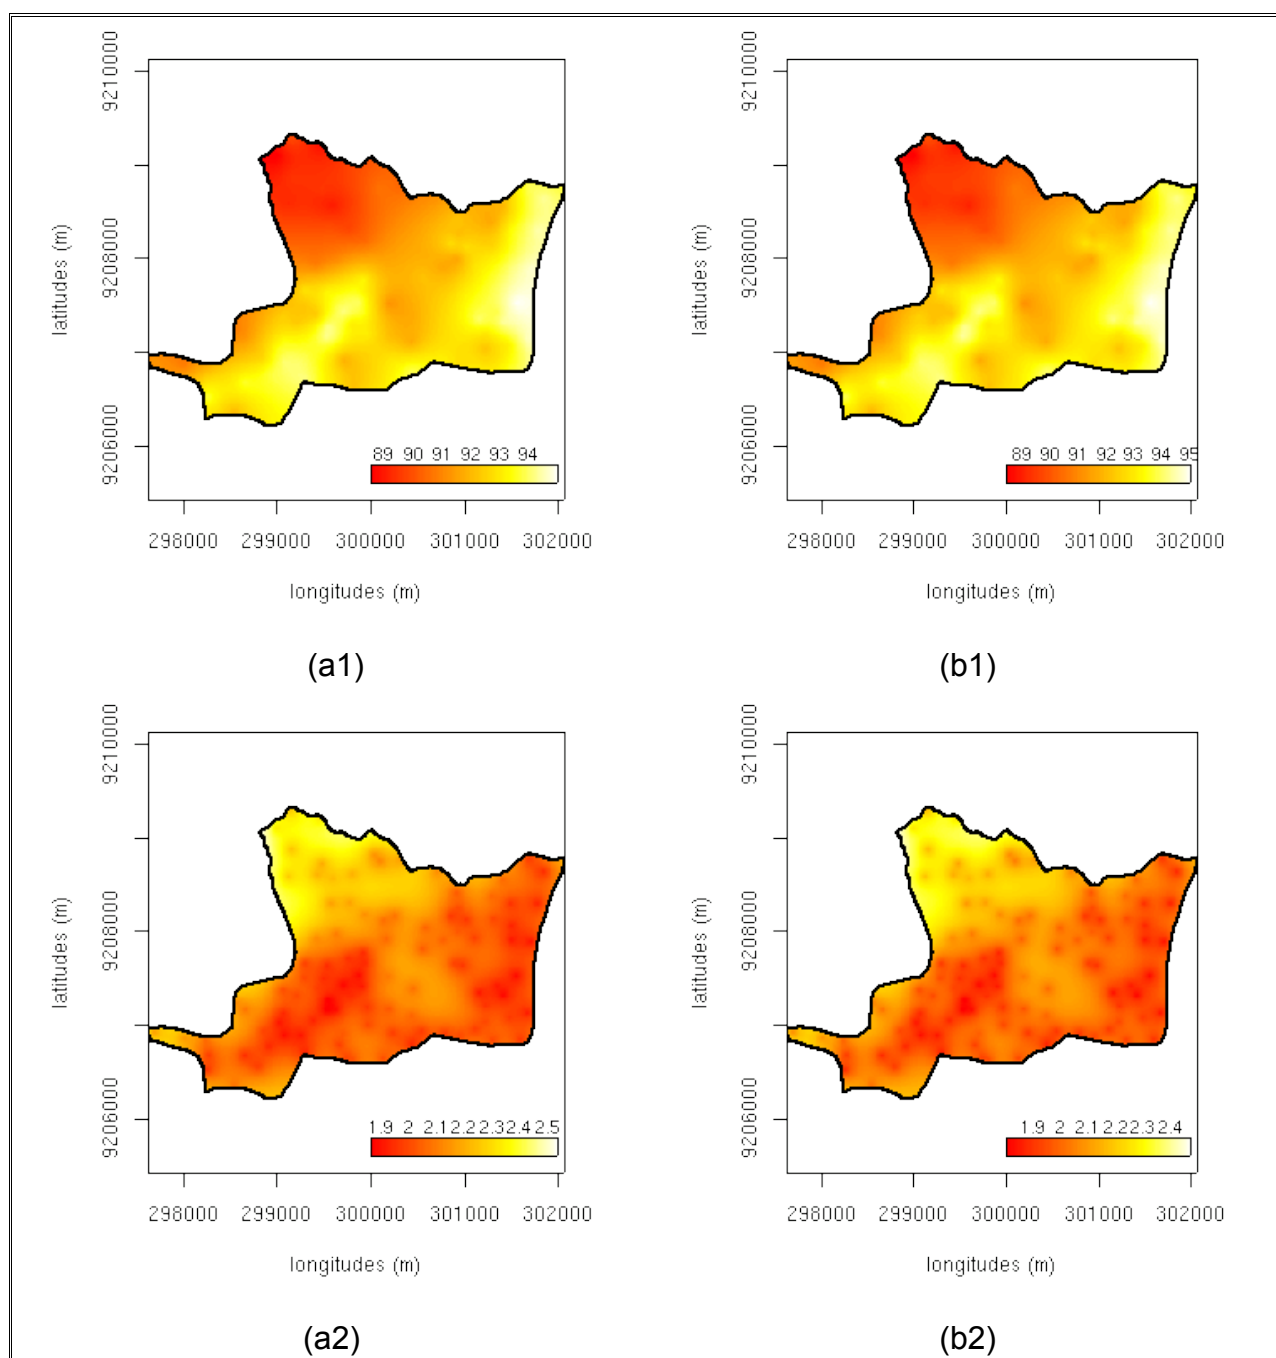 9210000
9208000
9206000
latitudes (m)
89 90 91 92 93 94
298000 299000 300000 301000 302000
longitudes (m)
(a1)
9210000
9208000
9206000
latitudes (m)
89 90 91 92 93 94 95
298000 299000 300000 301000 302000
longitudes (m)
(b1)
9210000
9208000
9206000
latitudes (m)
1.9 2 2.1 2.2 2.3 2.4 2.5
298000 299000 300000 301000 302000
longitudes (m)
(a2)
9210000
9208000
9206000
latitudes (m)
1.9 2 2.1 2.2 2.3 2.4
298000 299000 300000 301000 302000
longitudes (m)
(b2)